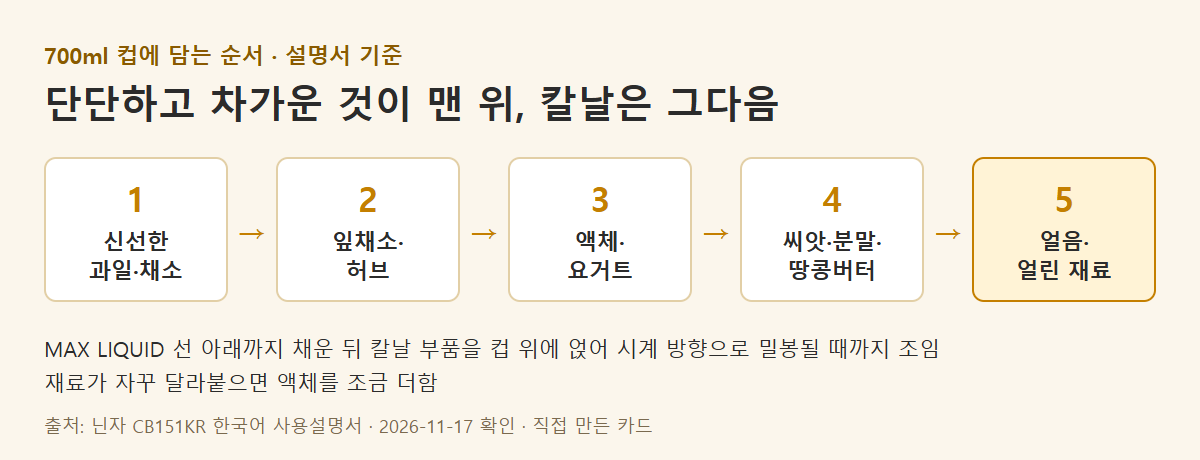 700ml 컵에 담는 순서 · 설명서 기준
단단하고 차가운 것이 맨 위, 칼날은 그다음
1
신선한
과일·채소
→
2
잎채소·
허브
→
3
액체·
요거트
→
4
씨앗·분말·
땅콩버터
→
5
얼음·
얼린 재료
MAX LIQUID 선 아래까지 채운 뒤 칼날 부품을 컵 위에 얹어 시계 방향으로 밀봉될 때까지 조임
재료가 자꾸 달라붙으면 액체를 조금 더함
출처: 닌자 CB151KR 한국어 사용설명서 · 2026-11-17 확인 · 직접 만든 카드